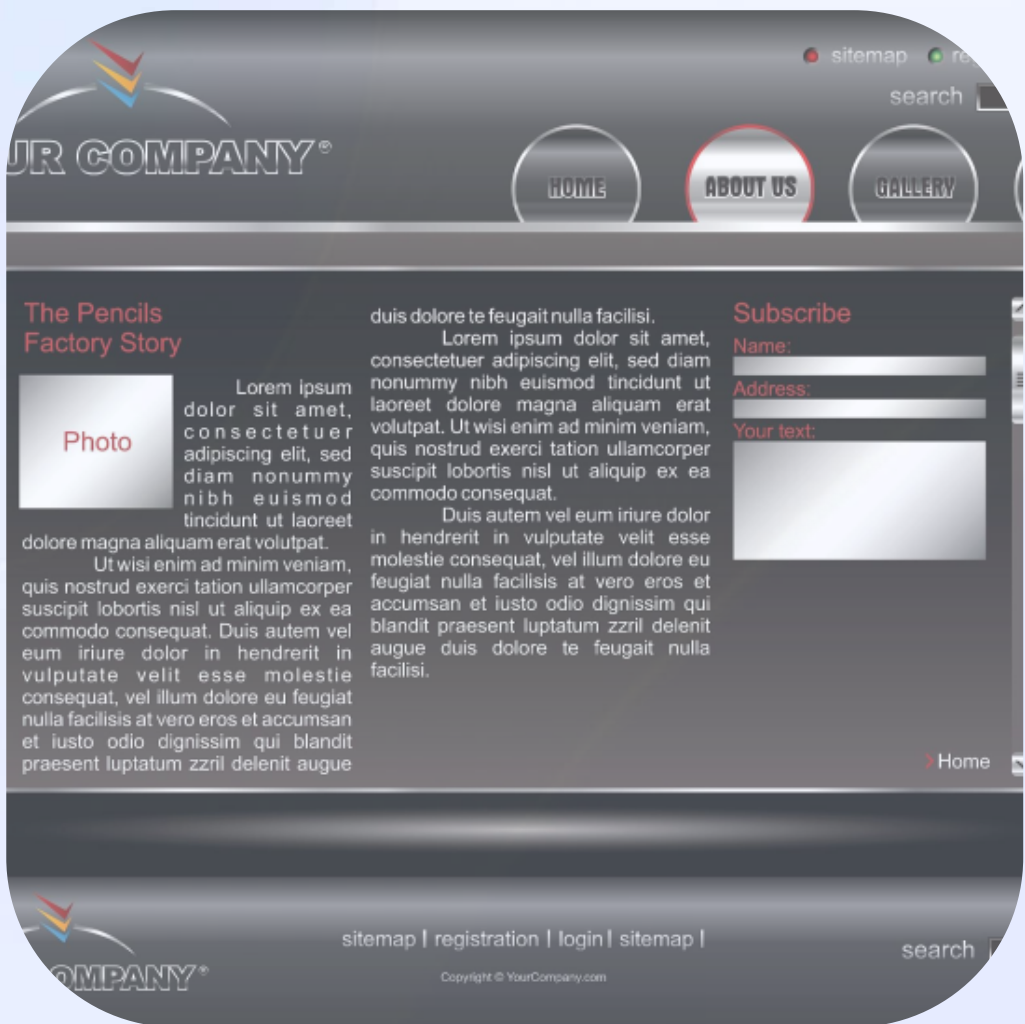 sitemap
search
UR COMPANY®
HOME
ABOUT US
GALLERY
The Pencils
Factory Story
Photo
Lorem ipsum
dolor sit amet,
consectetuer
adipiscing elit, sed
diam nonummy
nibh euismod
tincidunt ut laoreet
dolore magna aliquam erat volutpat.
Ut wisi enim ad minim veniam,
quis nostrud exerci tation ullamcorper
suscipit lobortis nisl ut aliquip ex ea
commodo consequat. Duis autem vel
eum iriure dolor in hendrerit in
vulputate velit esse molestie
consequat, vel illum dolore eu feugiat
nulla facilisis at vero eros et accumsan
et iusto odio dignissim qui blandit
praesent luptatum zzril delenit augue
duis dolore te feugait nulla facilisi.
Lorem ipsum dolor sit amet,
consectetuer adipiscing elit, sed diam
nonummy nibh euismod tincidunt ut
laoreet dolore magna aliquam erat
volutpat. Ut wisi enim ad minim veniam,
quis nostrud exerci tation ullamcorper
suscipit lobortis nisl ut aliquip ex ea
commodo consequat.
Duis autem vel eum iriure dolor
in hendrerit in vulputate velit esse
molestie consequat, vel illum dolore eu
feugiat nulla facilisis at vero eros et
accumsan et iusto odio dignissim qui
blandit praesent luptatum zzril delenit
augue duis dolore te feugait nulla
facilisi.
Subscribe
Name:
Address:
Your text:
Home
sitemap | registration | login | sitemap |
search
OMPANY®
Copyright © YourCompany.com